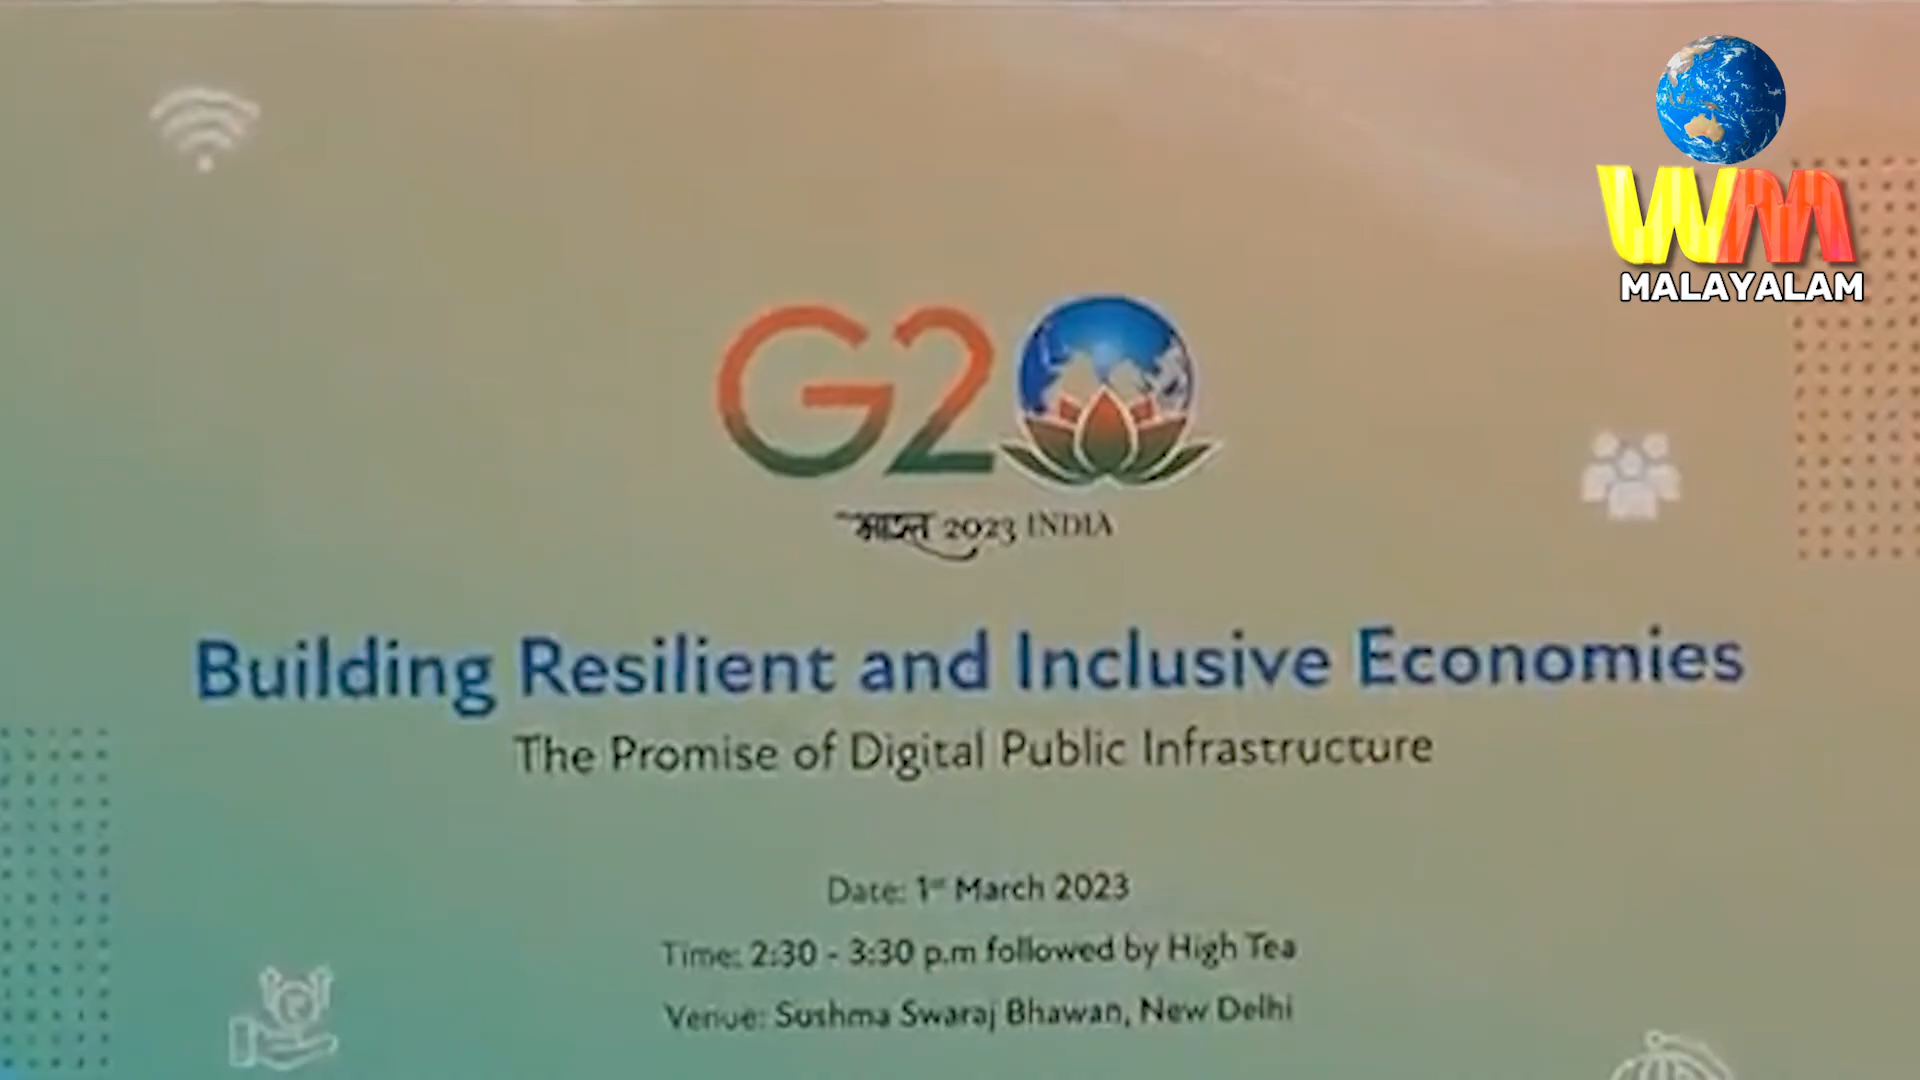 WM
MALAYALAM
G20
भारत 2023 INDIA
Building Resilient and Inclusive Economies
The Promise of Digital Public Infrastructure
Date: 1st March 2023
Time: 2:30 - 3:30 p.m followed by High Tea
Venue: Sushma Swaraj Bhawan, New Delhi